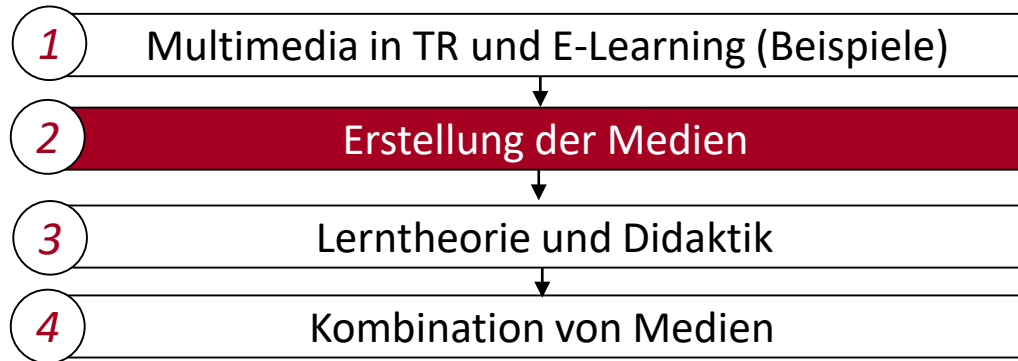 1 Multimedia in TR und E-Learning (Beispiele)
2 Erstellung der Medien
3 Lerntheorie und Didaktik
4 Kombination von Medien